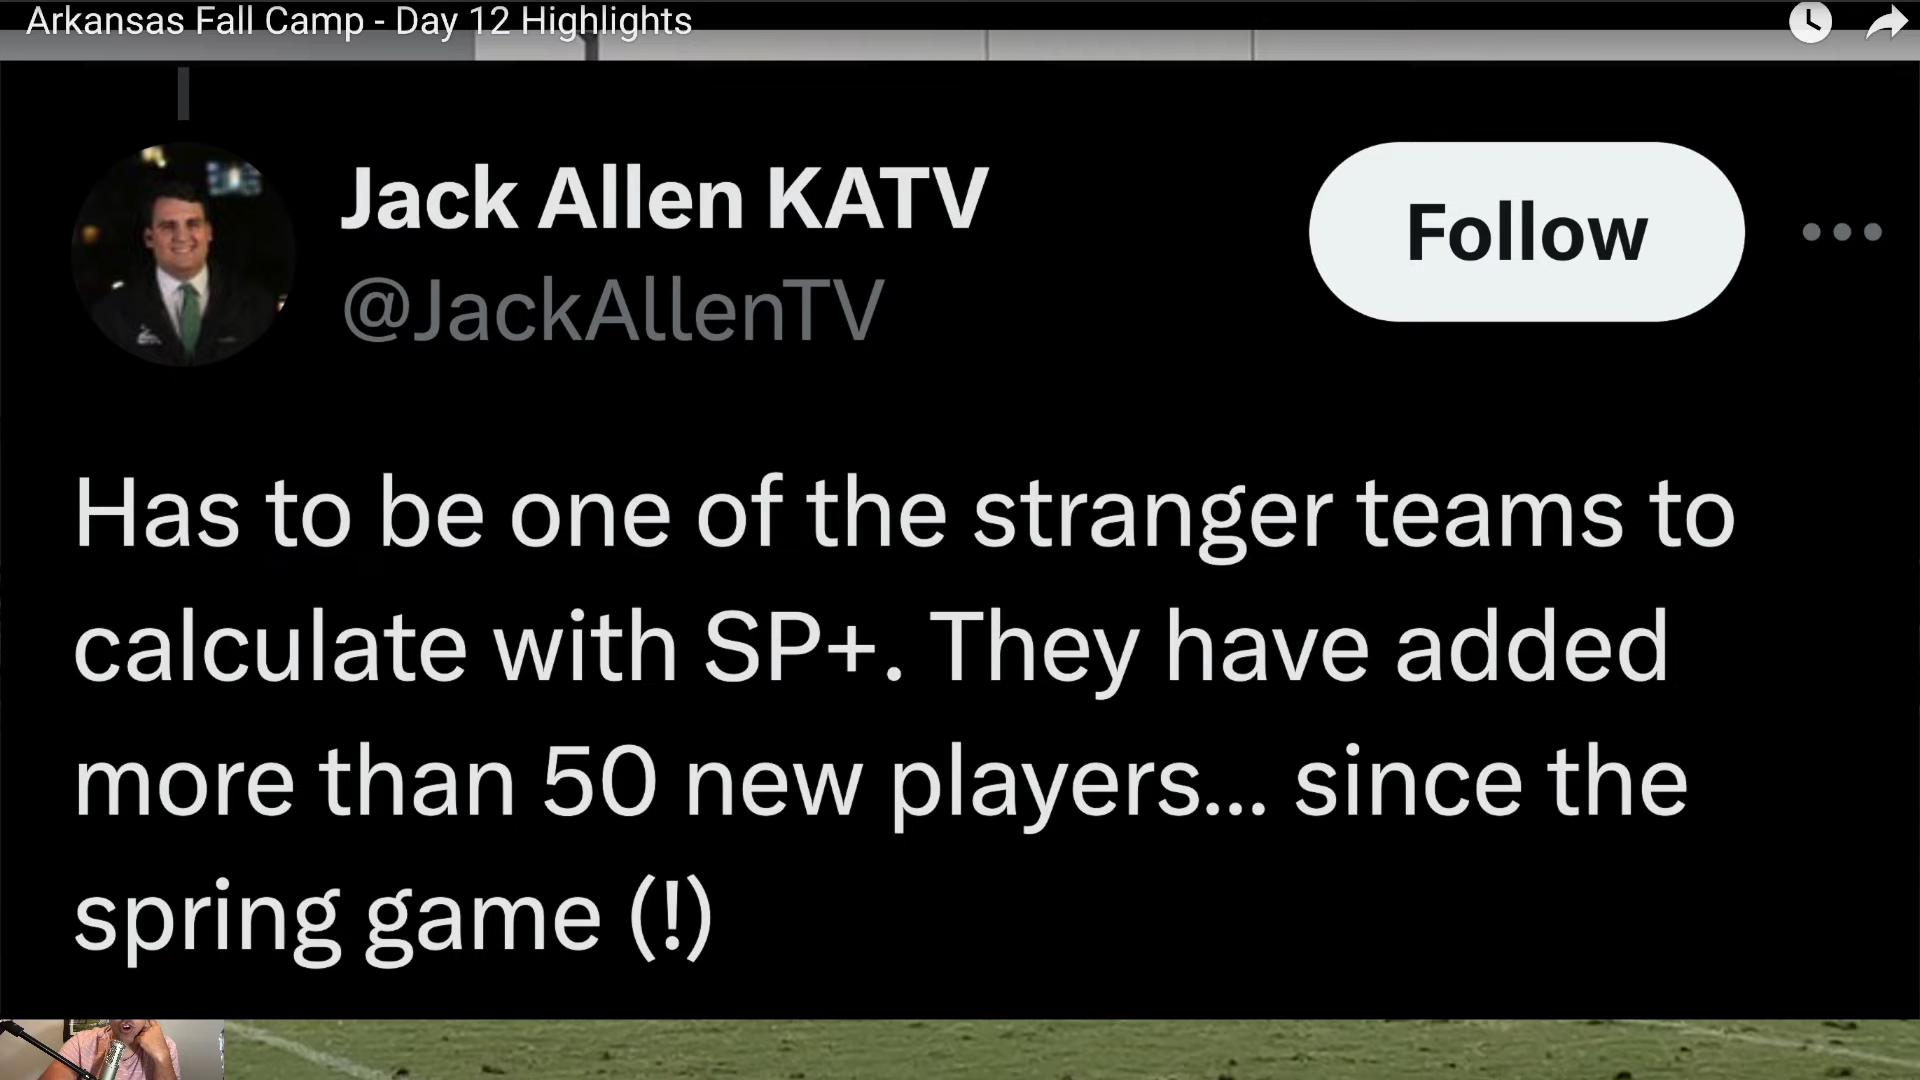 Arkansas Fall Camp - Day 12 Highlights
Jack Allen KATV
@JackAllenTV
Follow
Has to be one of the stranger teams to
calculate with SP+. They have added
more than 50 new players... since the
spring game (!)